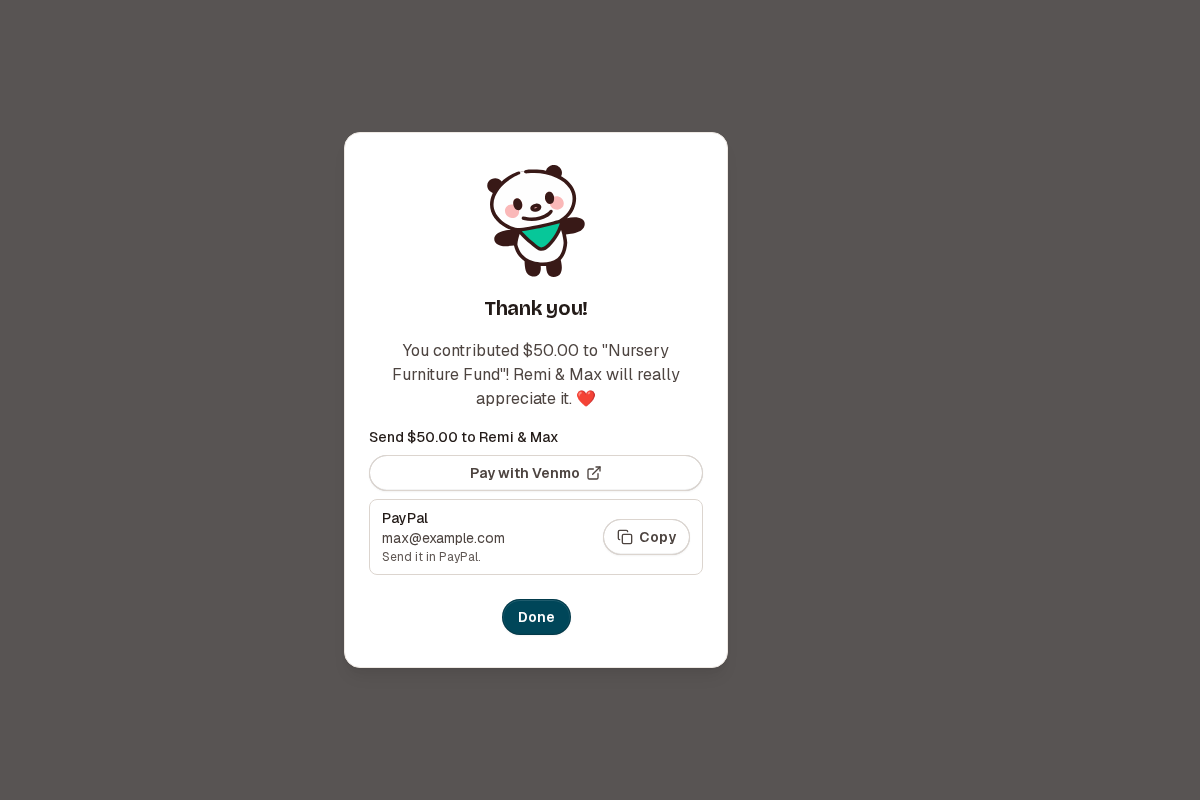 Thank you!
You contributed $50.00 to "Nursery
Furniture Fund"! Remi & Max will really
appreciate it. ❤️
Send $50.00 to Remi & Max
Pay with Venmo
PayPal
max@example.com
Send it in PayPal.
Copy
Done